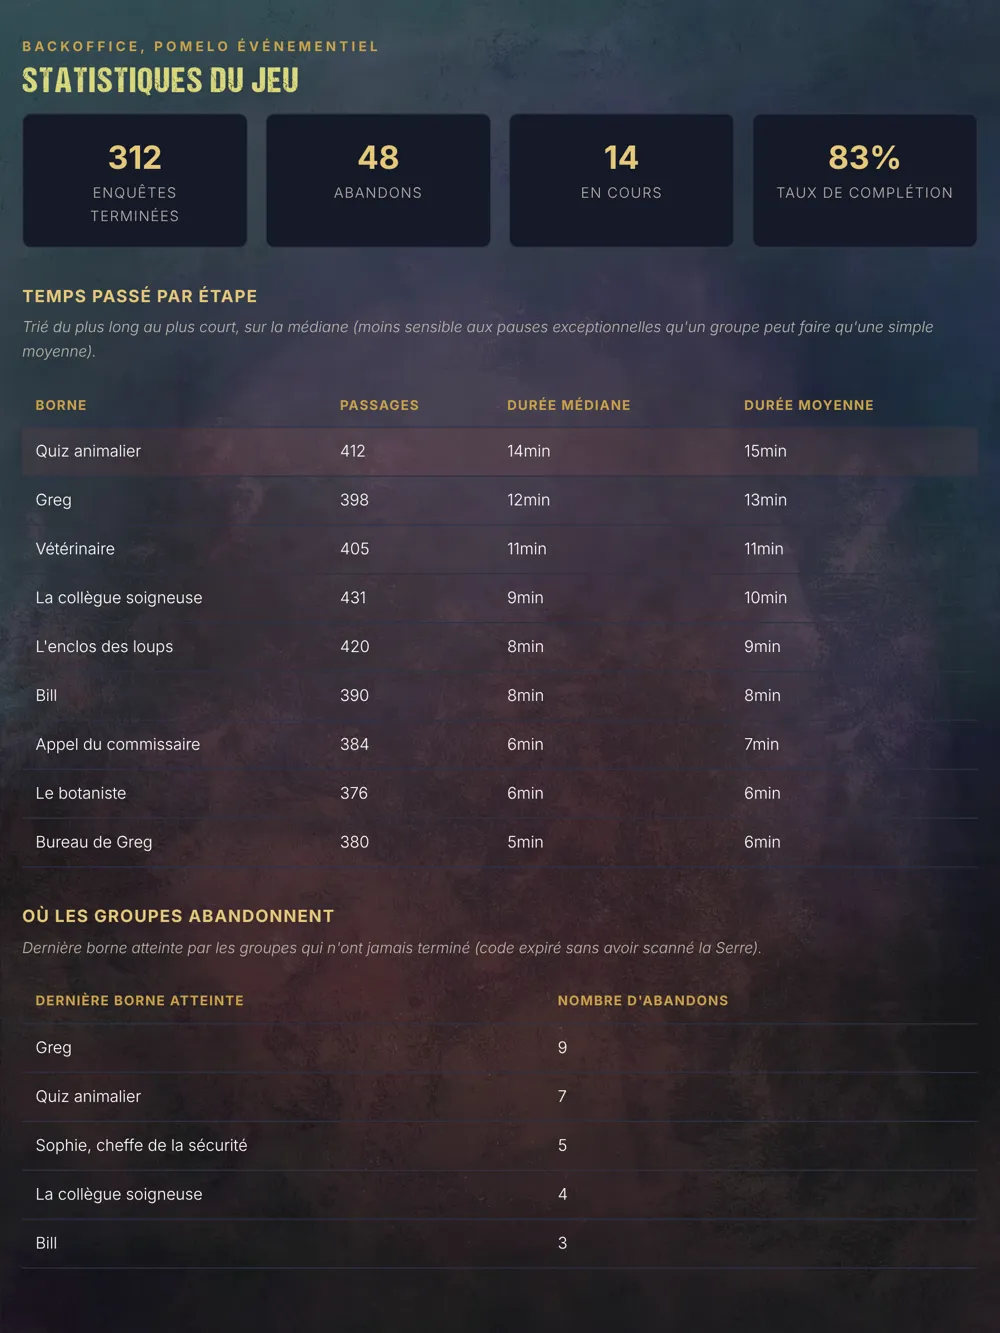 BACKOFFICE, POMELO ÉVÉNEMENTIEL
STATISTIQUES DU JEU
312
ENQUÊTES
TERMINÉES
48
ABANDONS
14
EN COURS
83%
TAUX DE COMPLÉTION
TEMPS PASSÉ PAR ÉTAPE
Trié du plus long au plus court, sur la médiane (moins sensible aux pauses exceptionnelles qu'un groupe peut faire qu'une simple
moyenne).
BORNE PASSAGES DURÉE MÉDIANE DURÉE MOYENNE
Quiz animalier 412 14min 15min
Greg 398 12min 13min
Vétérinaire 405 11min 11min
La collègue soigneuse 431 9min 10min
L'enclos des loups 420 8min 9min
Bill 390 8min 8min
Appel du commissaire 384 6min 7min
Le botaniste 376 6min 6min
Bureau de Greg 380 5min 6min
OÙ LES GROUPES ABANDONNENT
Dernière borne atteinte par les groupes qui n'ont jamais terminé (code expiré sans avoir scanné la Serre).
DERNIÈRE BORNE ATTEINTE NOMBRE D'ABANDONS
Greg 9
Quiz animalier 7
Sophie, cheffe de la sécurité 5
La collègue soigneuse 4
Bill 3